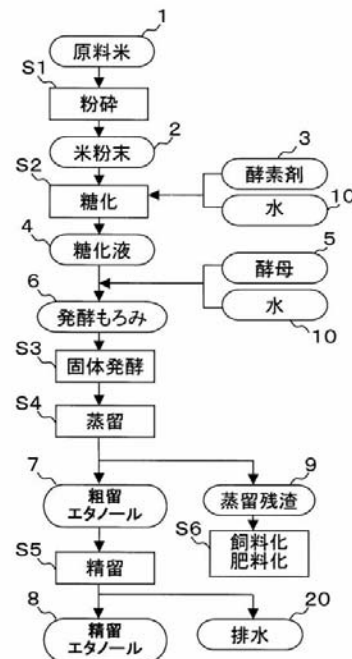 1
原料米
S1
粉砕
2
米粉末
S2
糖化
3
酵素剤
水
10
4
糖化液
5
酵母
水
10
6
発酵もろみ
S3
固体発酵
S4
蒸留
7
粗留
エタノール
9
蒸留残渣
S6
飼料化
肥料化
S5
精留
8
精留
エタノール
20
排水